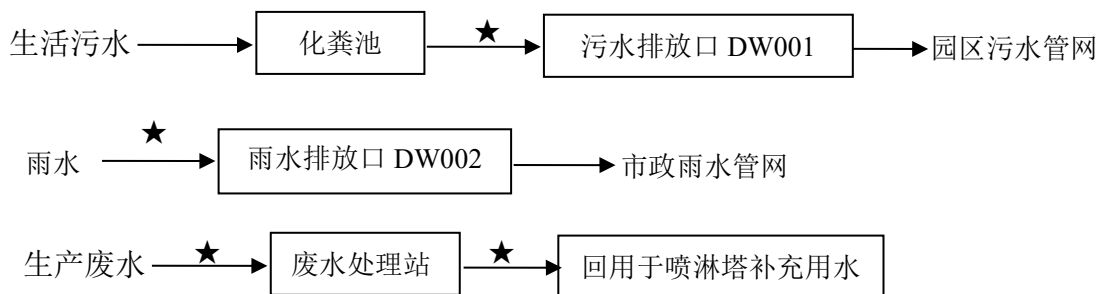 生活污水 化粪池 ★ 污水排放口 DW001 园区污水管网
雨水 ★ 雨水排放口 DW002 市政雨水管网
生产废水 ★ 废水处理站 ★ 回用于喷淋塔补充用水